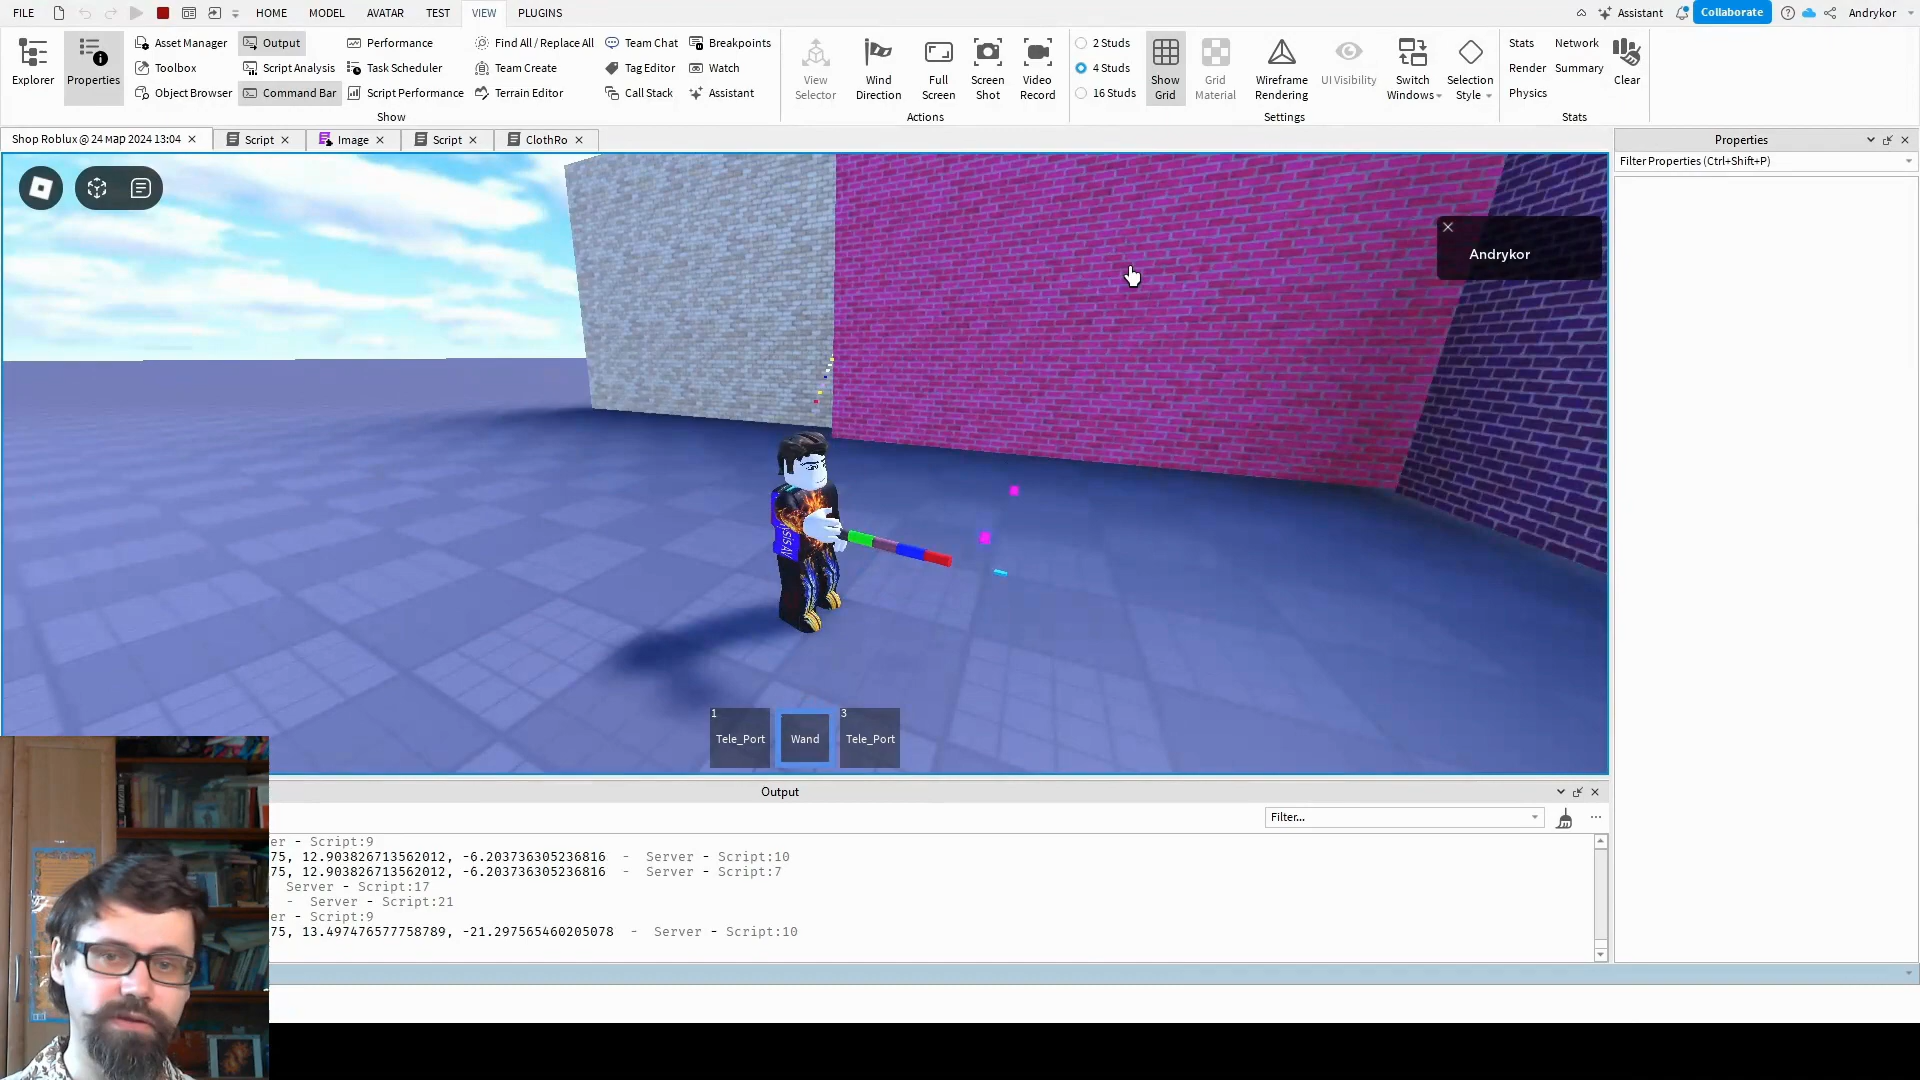 FILE HOME MODEL AVATAR TEST VIEW PLUGINS Assistant Collaborate Andrykor
Explorer
Properties
Asset Manager
Toolbox
Object Browser
Output
Script Analysis
Command Bar
Performance
Task Scheduler
Script Performance
Find All / Replace All
Team Create
Terrain Editor
Team Chat
Tag Editor
Call Stack
Breakpoints
Watch
Assistant
Show
View
Selector
Wind
Direction
Full
Screen
Screen
Shot
Video
Record
Actions
2 Studs
4 Studs
16 Studs
Show
Grid
Grid
Material
Wireframe
Rendering
UI Visibility
Switch
Windows
Selection
Style
Settings
Stats
Render
Physics
Network
Summary
Clear
Stats
Shop Roblux @ 24 мар 2024 13:04 Script Image Script ClothRo
Properties
Filter Properties (Ctrl+Shift+P)
Andrykor
1 Tele_Port
Wand
3 Tele_Port
Output
Filter...
er - Script:9
75, 12.903826713562012, -6.203736305236816 - Server - Script:10
75, 12.903826713562012, -6.203736305236816 - Server - Script:7
Server - Script:17
- Server - Script:21
er - Script:9
75, 13.497476577758789, -21.297565460205078 - Server - Script:10